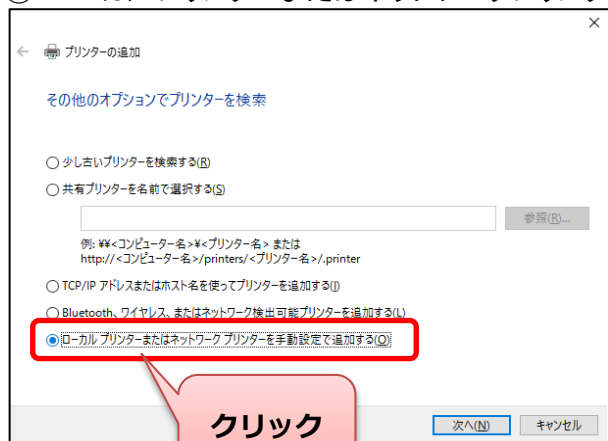 プリンターの追加
その他のオプションでプリンターを検索
少し古いプリンターを検索する(R)
共有プリンターを名前で選択する(S)
参照(R)...
例: ¥¥<コンピューター名>¥<プリンター名> または
http://<コンピューター名>/printers/<プリンター名>/.printer
TCP/IP アドレスまたはホスト名を使ってプリンターを追加する(I)
Bluetooth、ワイヤレス、またはネットワーク検出可能プリンターを追加する(L)
ローカル プリンターまたはネットワーク プリンターを手動設定で追加する(O)
クリック
次へ(N)
キャンセル